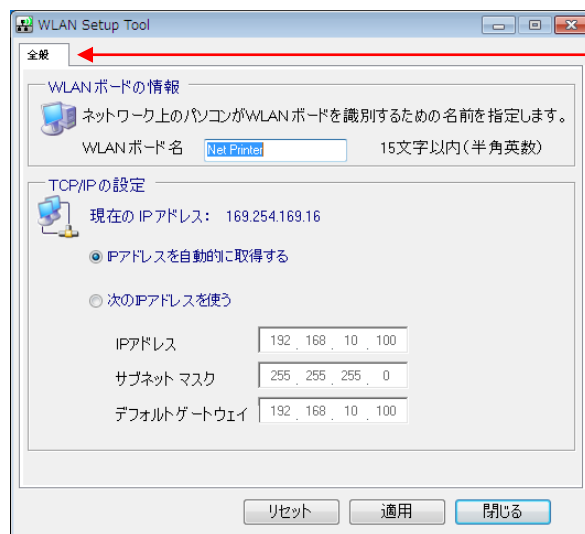 WLAN Setup Tool
全般
WLANボードの情報
ネットワーク上のパソコンがWLANボードを識別するための名前を指定します。
WLANボード名 Net Printer 15文字以内(半角英数)
TCP/IPの設定
現在の IPアドレス： 169.254.169.16
IPアドレスを自動的に取得する
次のIPアドレスを使う
IPアドレス 192 . 168 . 10 . 100
サブネット マスク 255 . 255 . 255 . 0
デフォルトゲートウェイ 192 . 168 . 10 . 100
リセット 適用 閉じる